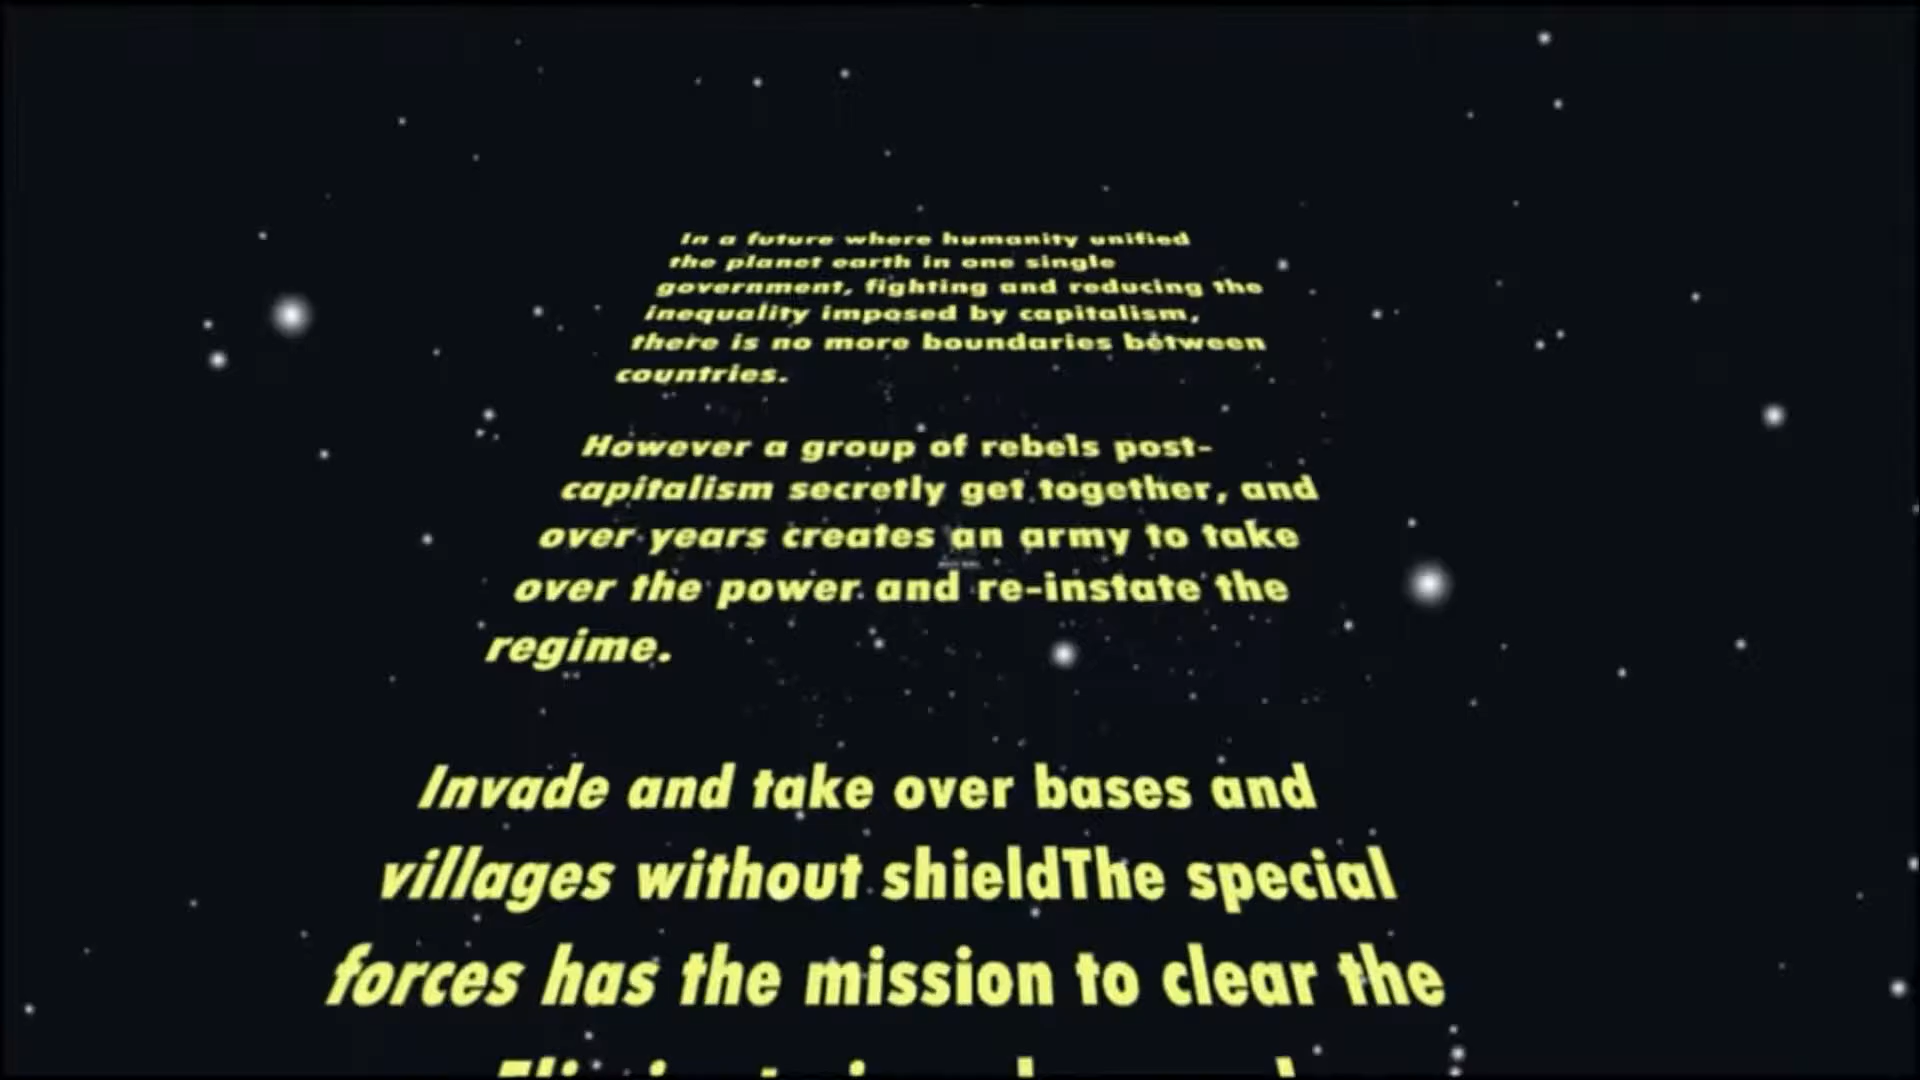 In a future where humanity unified
the planet earth in one single
government, fighting and reducing the
inequality imposed by capitalism,
there is no more boundaries between
countries.
However a group of rebels post-
capitalism secretly get together, and
over years creates an army to take
over the power and re-instate the
regime.
Invade and take over bases and
villages without shieldThe special
forces has the mission to clear the